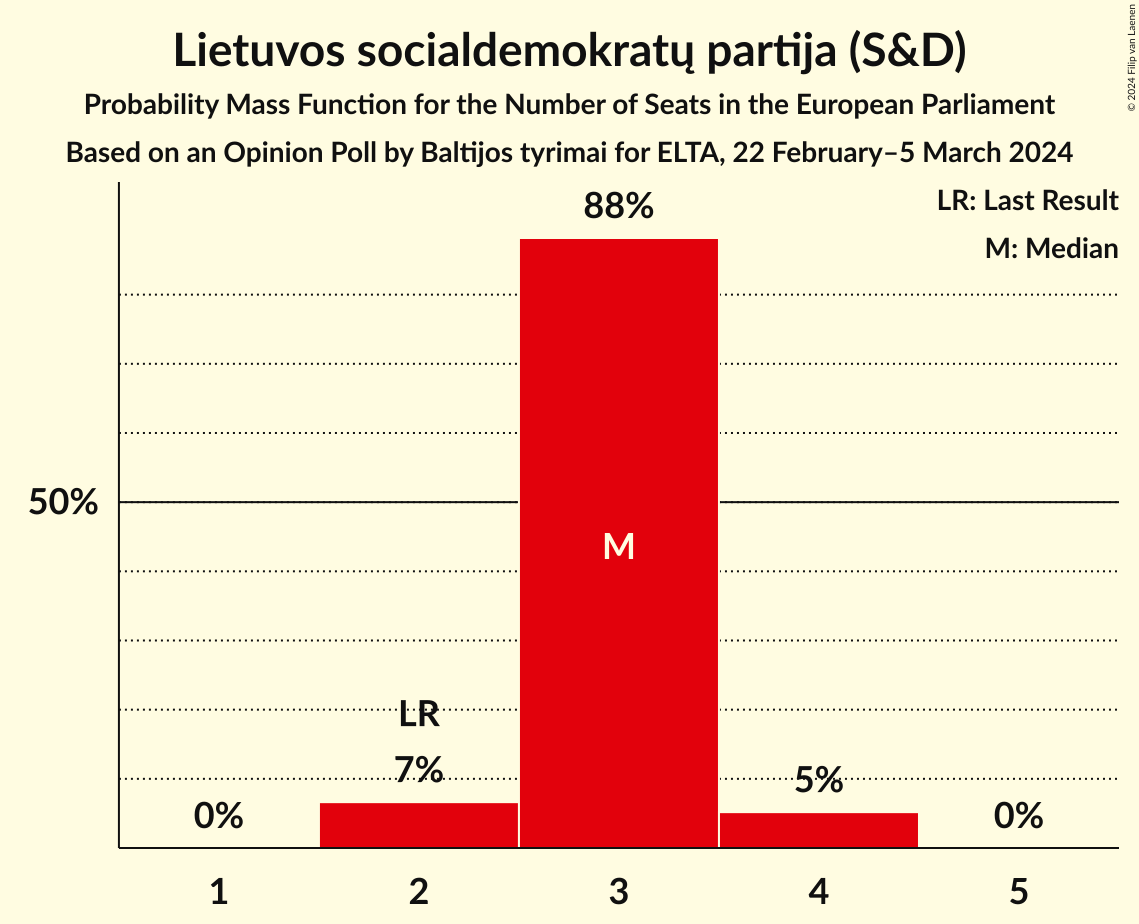 Lietuvos socialdemokratų partija (S&D)
Probability Mass Function for the Number of Seats in the European Parliament
Based on an Opinion Poll by Baltijos tyrimai for ELTA, 22 February–5 March 2024
© 2024 Filip van Laenen
LR: Last Result
M: Median
88%
50%
M
LR
7%
5%
0%
0%
1
2
3
4
5